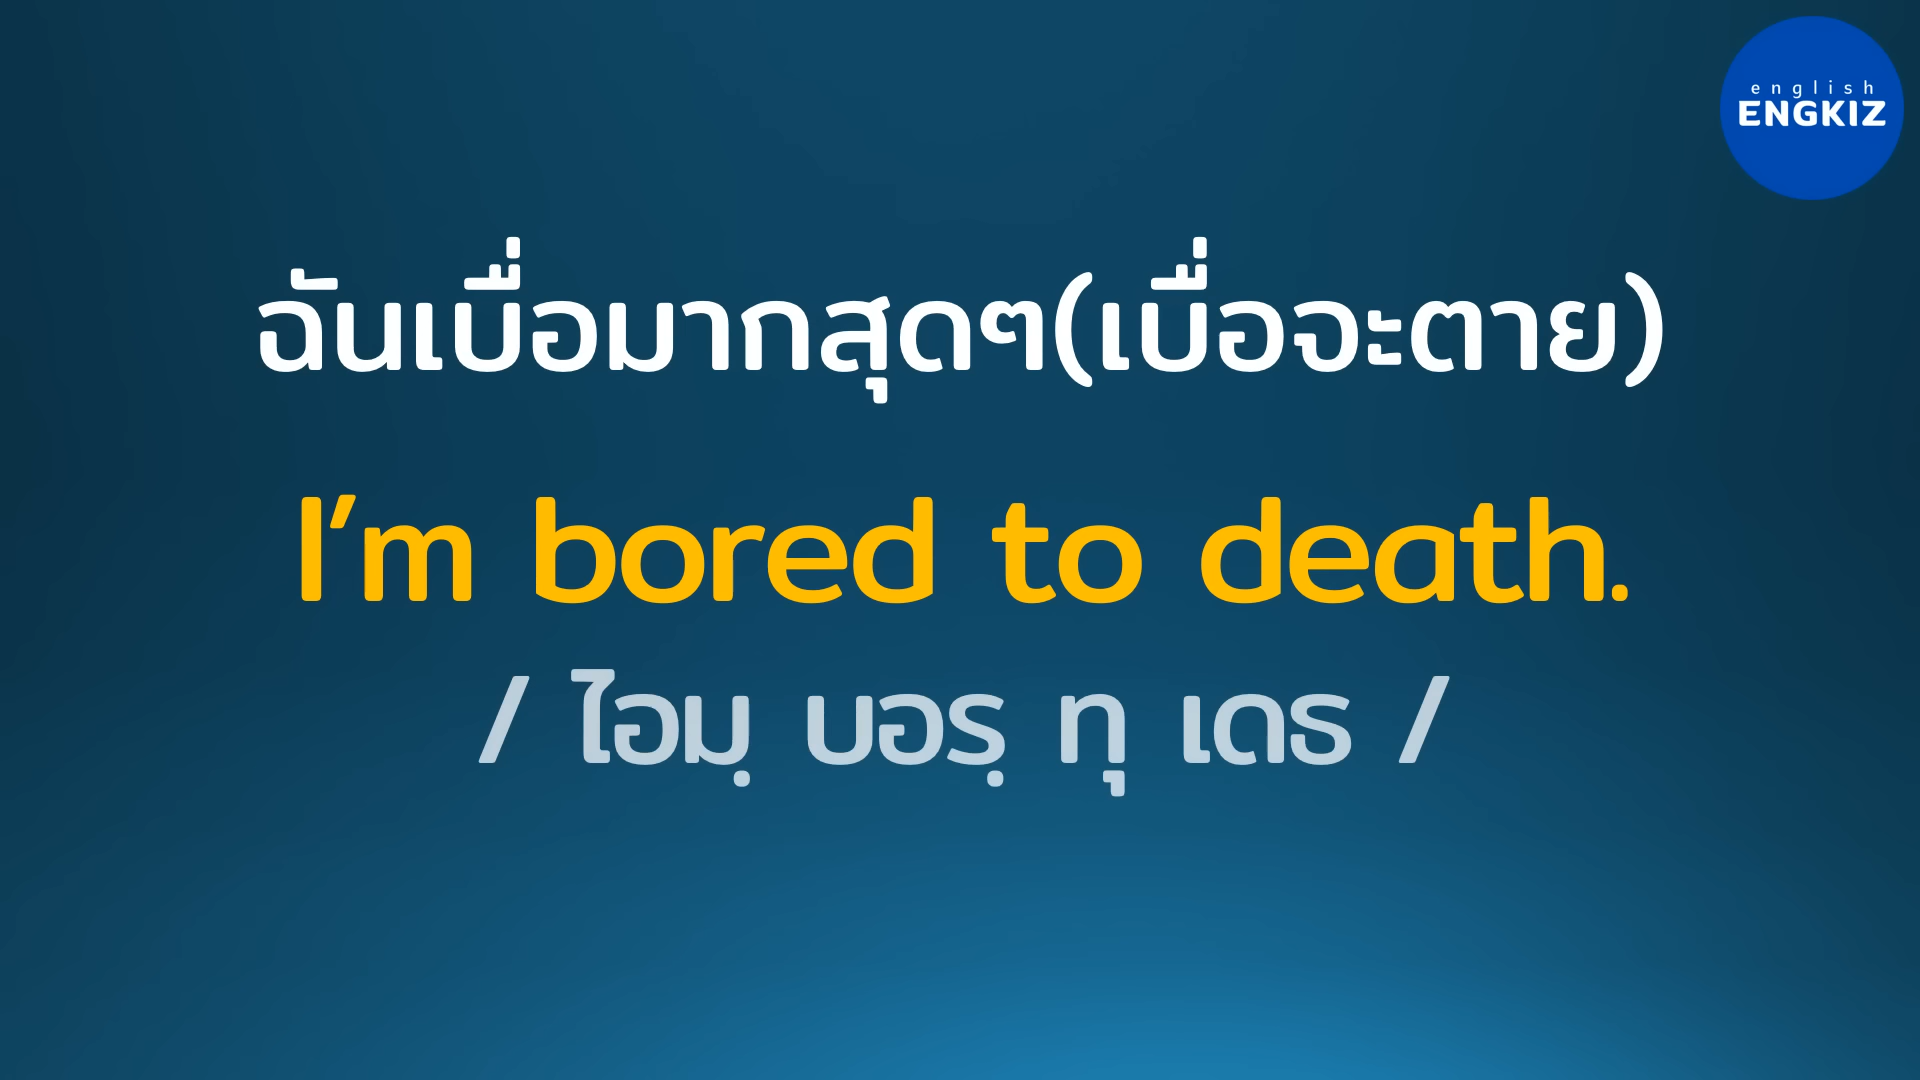 english
ENGKIZ
ฉันเบื่อมากสุดๆ(เบื่อจะตาย)
I’m bored to death.
/ ไอมฺ บอรฺ ทุ เดธ /